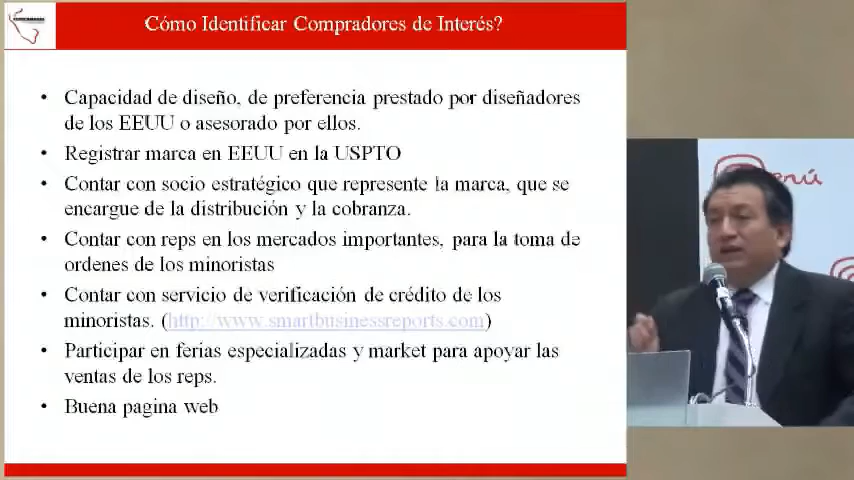 Cómo Identificar Compradores de Interés?
• Capacidad de diseño, de preferencia prestado por diseñadores
de los EEUU o asesorado por ellos.
• Registrar marca en EEUU en la USPTO
• Contar con socio estratégico que represente la marca, que se
encargue de la distribución y la cobranza.
• Contar con reps en los mercados importantes, para la toma de
ordenes de los minoristas
• Contar con servicio de verificación de crédito de los
minoristas. (http://www.smartbusinessreports.com)
• Participar en ferias especializadas y market para apoyar las
ventas de los reps.
• Buena pagina web
Perú